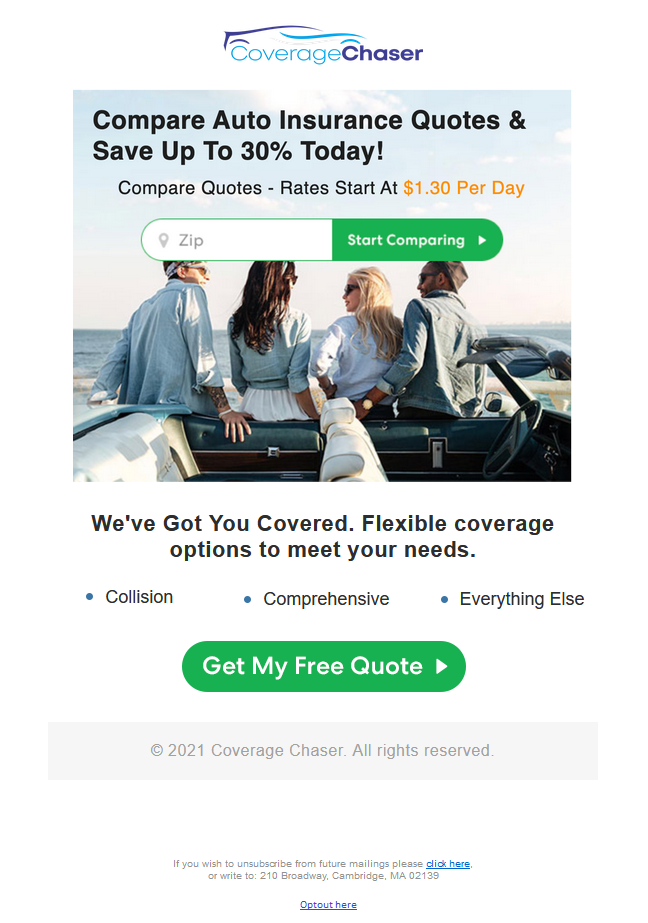 CoverageChaser
Compare Auto Insurance Quotes &
Save Up To 30% Today!
Compare Quotes - Rates Start At $1.30 Per Day
Zip
Start Comparing
We've Got You Covered. Flexible coverage
options to meet your needs.
Collision
Comprehensive
Everything Else
Get My Free Quote
© 2021 Coverage Chaser. All rights reserved.
If you wish to unsubscribe from future mailings please click here,
or write to: 210 Broadway, Cambridge, MA 02139
Optout here